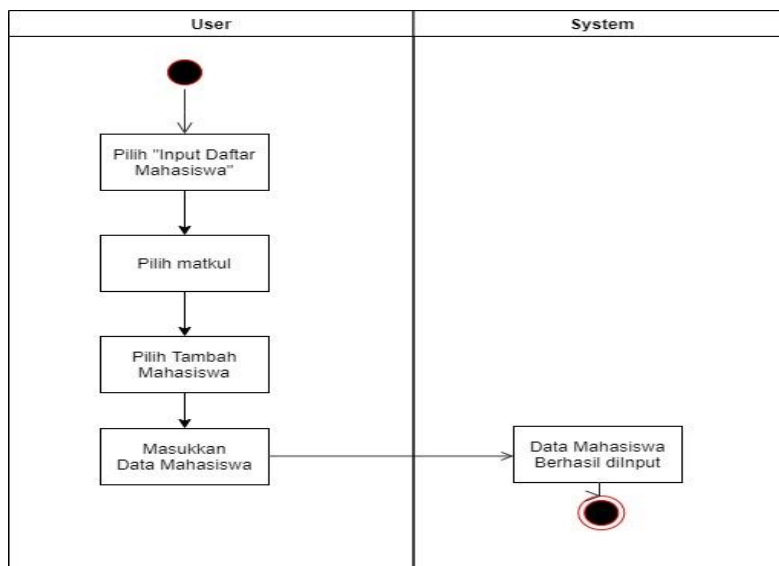 User
System
Pilih "Input Daftar
Mahasiswa"
Pilih matkul
Pilih Tambah
Mahasiswa
Masukkan
Data Mahasiswa
Data Mahasiswa
Berhasil diInput